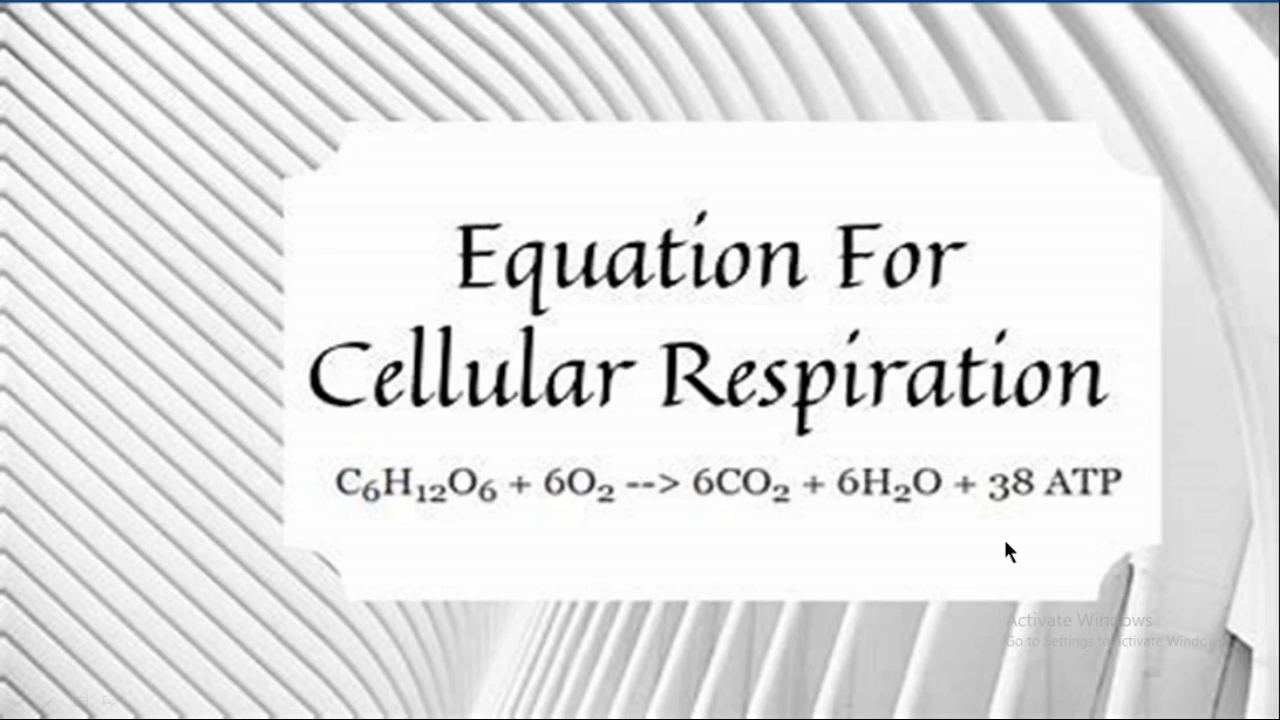 Equation For
Cellular Respiration
C₆H₁₂O₆ + 6O₂ --> 6CO₂ + 6H₂O + 38 ATP
Activate Windows
Go to Settings to activate Windows